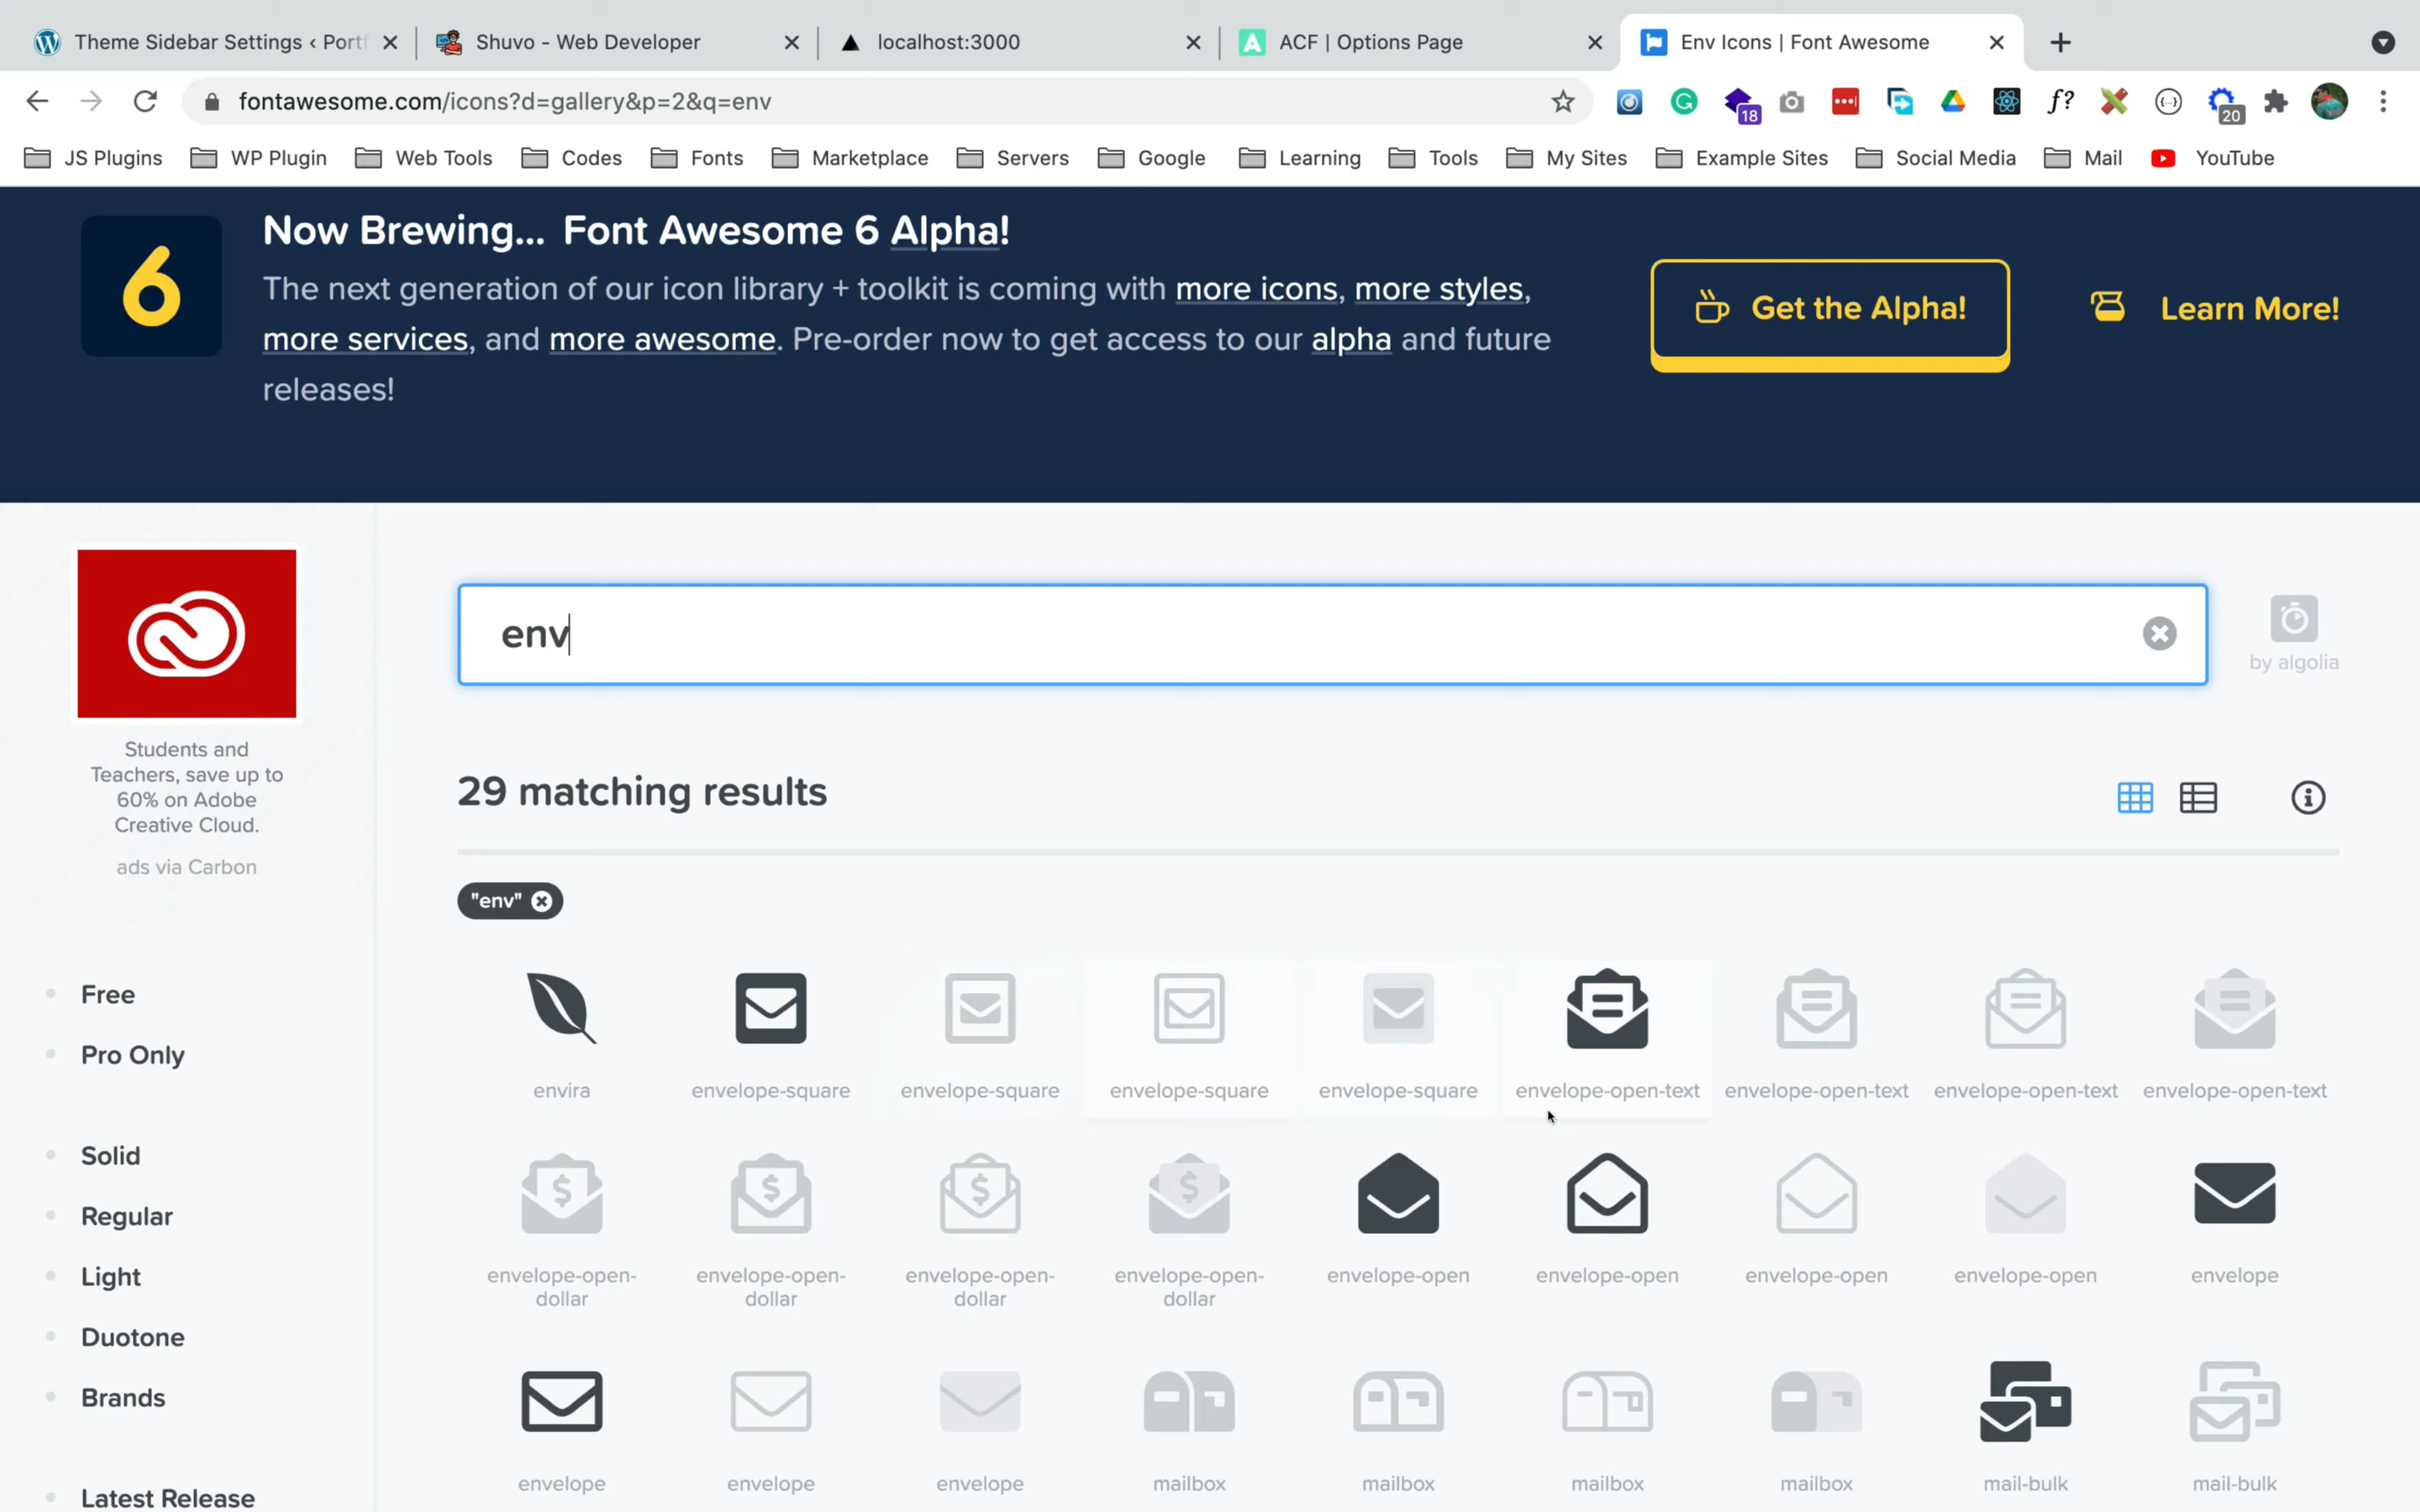 Theme Sidebar Settings ‹ Portf
Shuvo - Web Developer
localhost:3000
ACF | Options Page
Env Icons | Font Awesome
fontawesome.com/icons?d=gallery&p=2&q=env
18
f?
20
JS Plugins
WP Plugin
Web Tools
Codes
Fonts
Marketplace
Servers
Google
Learning
Tools
My Sites
Example Sites
Social Media
Mail
YouTube
6
Now Brewing... Font Awesome 6 Alpha!
The next generation of our icon library + toolkit is coming with more icons, more styles,
more services, and more awesome. Pre-order now to get access to our alpha and future
releases!
Get the Alpha!
Learn More!
env
by algolia
Students and
Teachers, save up to
60% on Adobe
Creative Cloud.
ads via Carbon
29 matching results
"env"
Free
Pro Only
Solid
Regular
Light
Duotone
Brands
Latest Release
envira
envelope-square
envelope-square
envelope-square
envelope-square
envelope-open-text
envelope-open-text
envelope-open-text
envelope-open-text
envelope-open-
dollar
envelope-open-
dollar
envelope-open-
dollar
envelope-open-
dollar
envelope-open
envelope-open
envelope-open
envelope-open
envelope
envelope
envelope
envelope
mailbox
mailbox
mailbox
mailbox
mail-bulk
mail-bulk